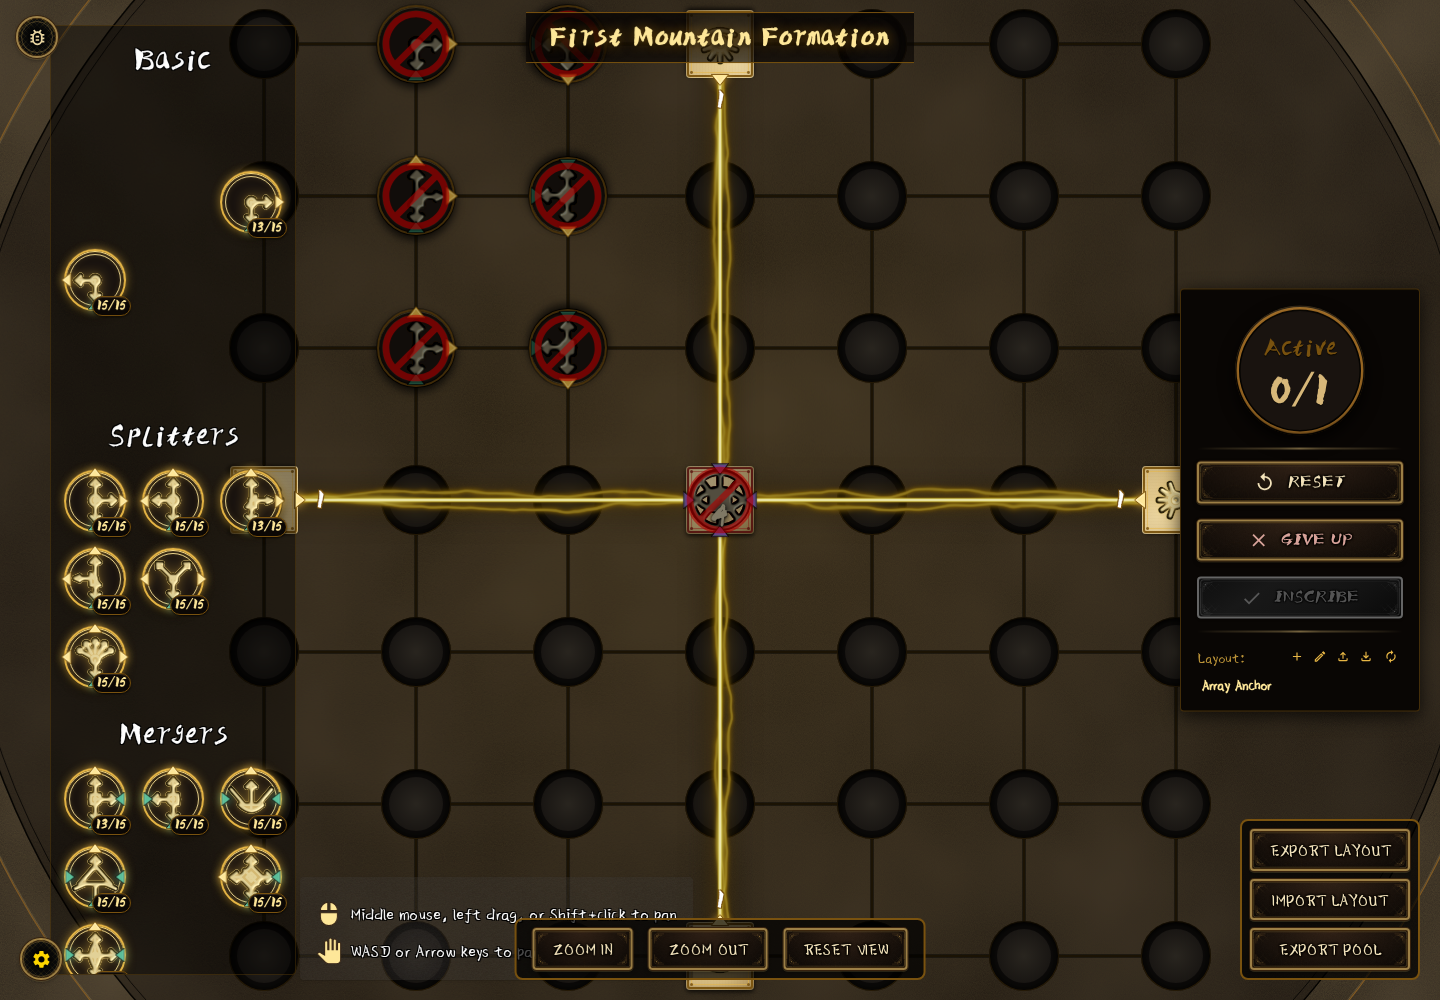 First Mountain Formation
Basic
13/15
15/15
Splitters
15/15
15/15
13/15
15/15
15/15
15/15
Mergers
13/15
15/15
15/15
15/15
15/15
Active
0/1
RESET
GIVE UP
INSCRIBE
Layout:
Array Anchor
Middle mouse, left drag, or Shift+click to pan
WASD or Arrow keys to pa
ZOOM IN
ZOOM OUT
RESET VIEW
EXPORT LAYOUT
IMPORT LAYOUT
EXPORT POOL